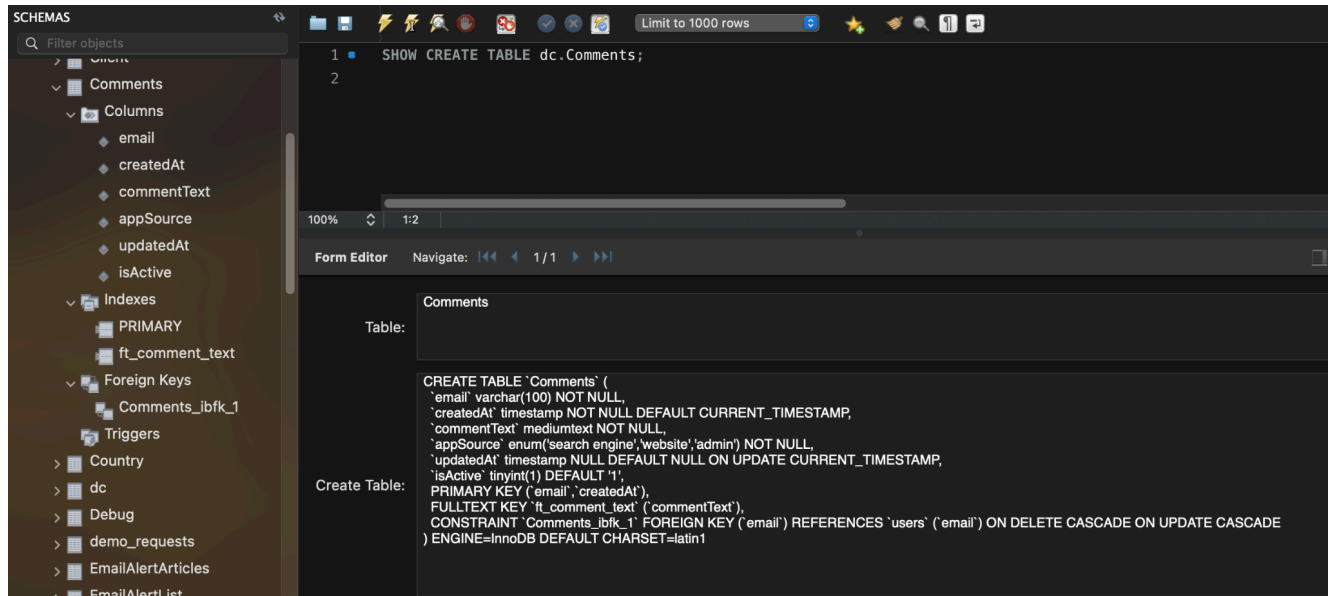 SCHEMAS
Filter objects
Client
Comments
Columns
email
createdAt
commentText
appSource
updatedAt
isActive
Indexes
PRIMARY
ft_comment_text
Foreign Keys
Comments_ibfk_1
Triggers
Country
dc
Debug
demo_requests
EmailAlertArticles
EmailAlertList
Limit to 1000 rows
1 SHOW CREATE TABLE dc.Comments;
2
100% 1:2
Form Editor Navigate: 1 / 1
Table: Comments
Create Table:
CREATE TABLE `Comments` (
`email` varchar(100) NOT NULL,
`createdAt` timestamp NOT NULL DEFAULT CURRENT_TIMESTAMP,
`commentText` mediumtext NOT NULL,
`appSource` enum('search engine','website','admin') NOT NULL,
`updatedAt` timestamp NULL DEFAULT NULL ON UPDATE CURRENT_TIMESTAMP,
`isActive` tinyint(1) DEFAULT '1',
PRIMARY KEY (`email`,`createdAt`),
FULLTEXT KEY `ft_comment_text` (`commentText`),
CONSTRAINT `Comments_ibfk_1` FOREIGN KEY (`email`) REFERENCES `users` (`email`) ON DELETE CASCADE ON UPDATE CASCADE
) ENGINE=InnoDB DEFAULT CHARSET=latin1